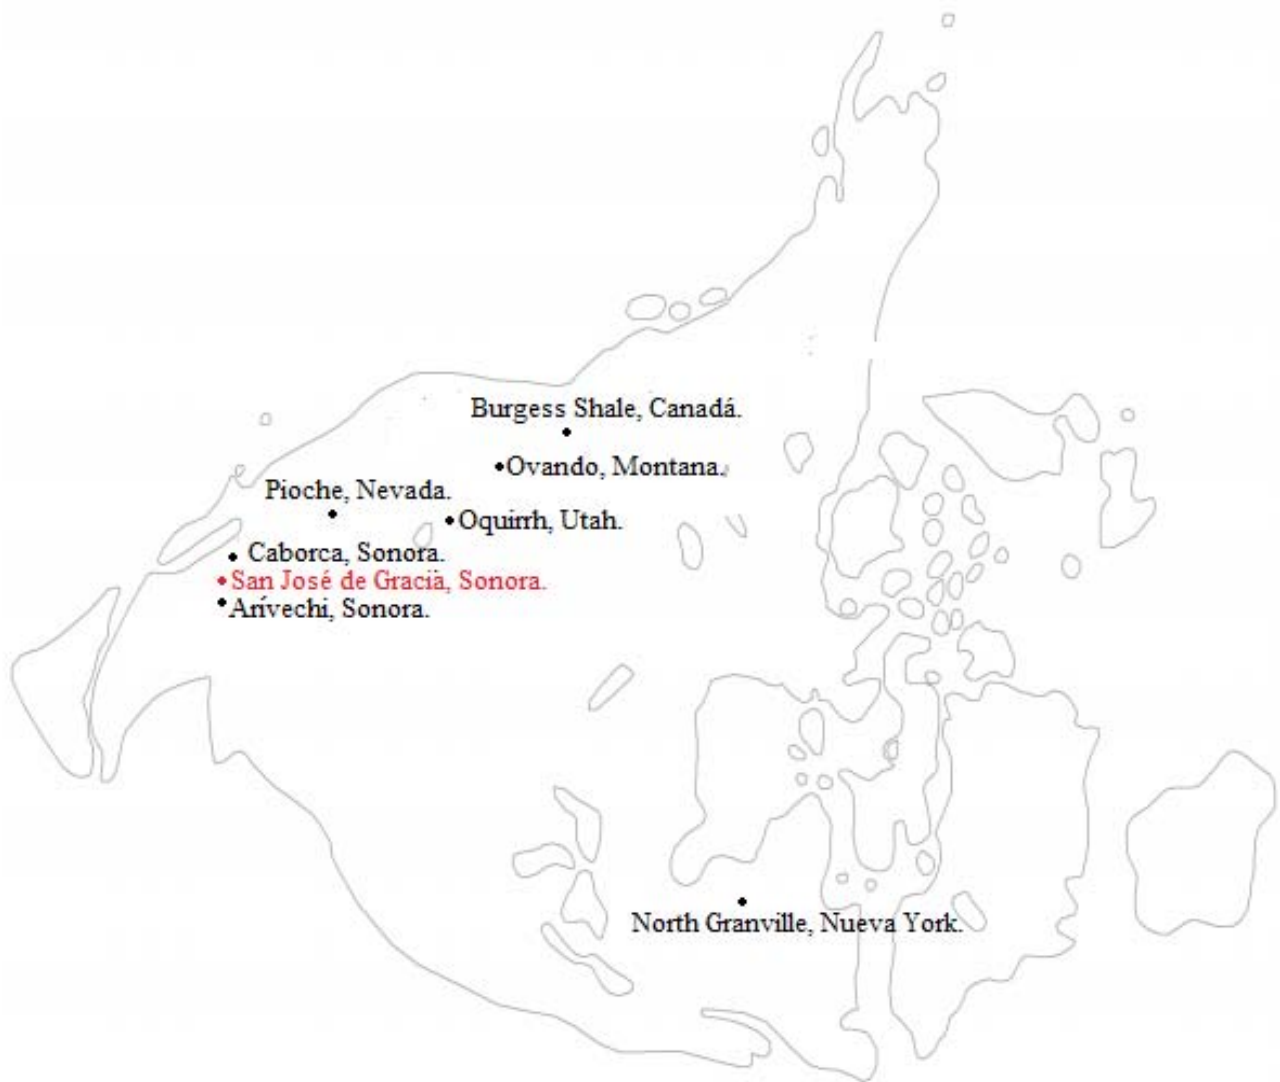 Burgess Shale, Canadá.
Ovando, Montana.
Pioche, Nevada.
Oquirrh, Utah.
Caborca, Sonora.
San José de Gracia, Sonora.
Arívechi, Sonora.
North Granville, Nueva York.